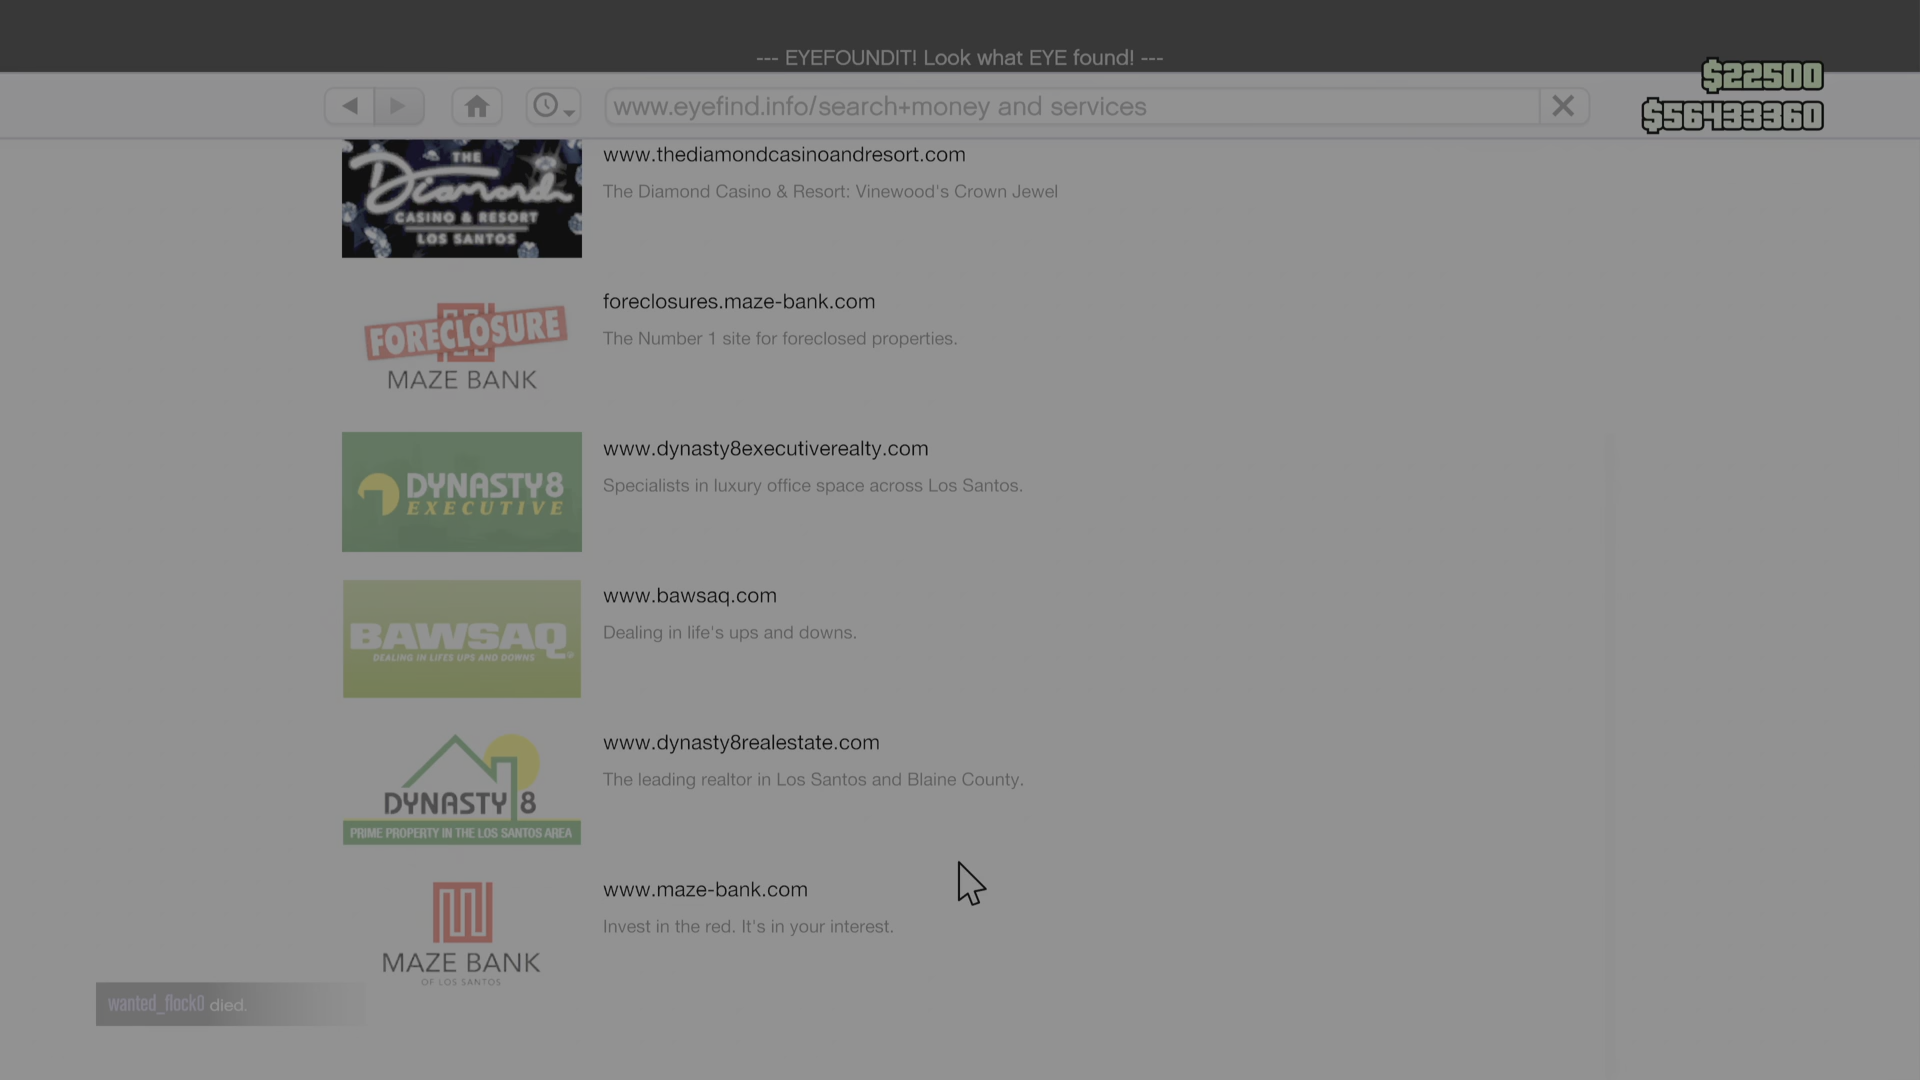 --- EYEFOUNDIT! Look what EYE found! ---
$22500
www.eyefind.info/search+money and services
$56433360
THE
Diamond
CASINO & RESORT
LOS SANTOS
www.thediamondcasinoandresort.com
The Diamond Casino & Resort: Vinewood's Crown Jewel
FORECLOSURE
MAZE BANK
foreclosures.maze-bank.com
The Number 1 site for foreclosed properties.
DYNASTY8
EXECUTIVE
www.dynasty8executiverealty.com
Specialists in luxury office space across Los Santos.
BAWSAQ
DEALING IN LIFES UPS AND DOWNS
www.bawsaq.com
Dealing in life's ups and downs.
DYNASTY 8
PRIME PROPERTY IN THE LOS SANTOS AREA
www.dynasty8realestate.com
The leading realtor in Los Santos and Blaine County.
MAZE BANK
OF LOS SANTOS
www.maze-bank.com
Invest in the red. It's in your interest.
wanted_flock0 died.